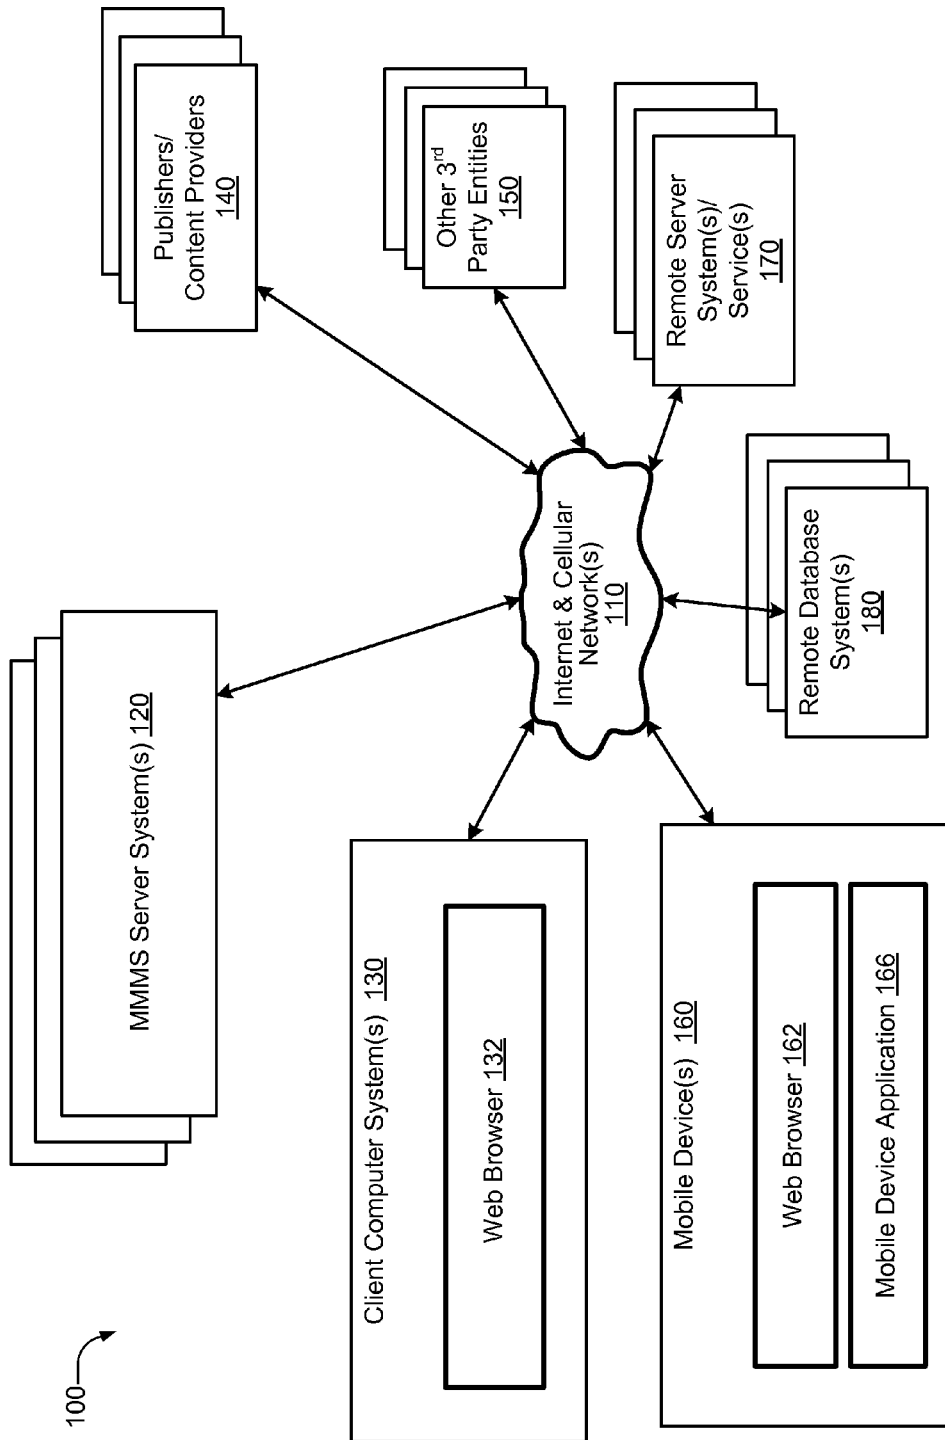 100
MMMS Server System(s) 120
Client Computer System(s) 130
Web Browser 132
Mobile Device(s) 160
Web Browser 162
Mobile Device Application 166
Internet & Cellular
Network(s)
110
Publishers/
Content Providers
140
Other 3rd
Party Entities
150
Remote Server
System(s)/
Service(s)
170
Remote Database
System(s)
180